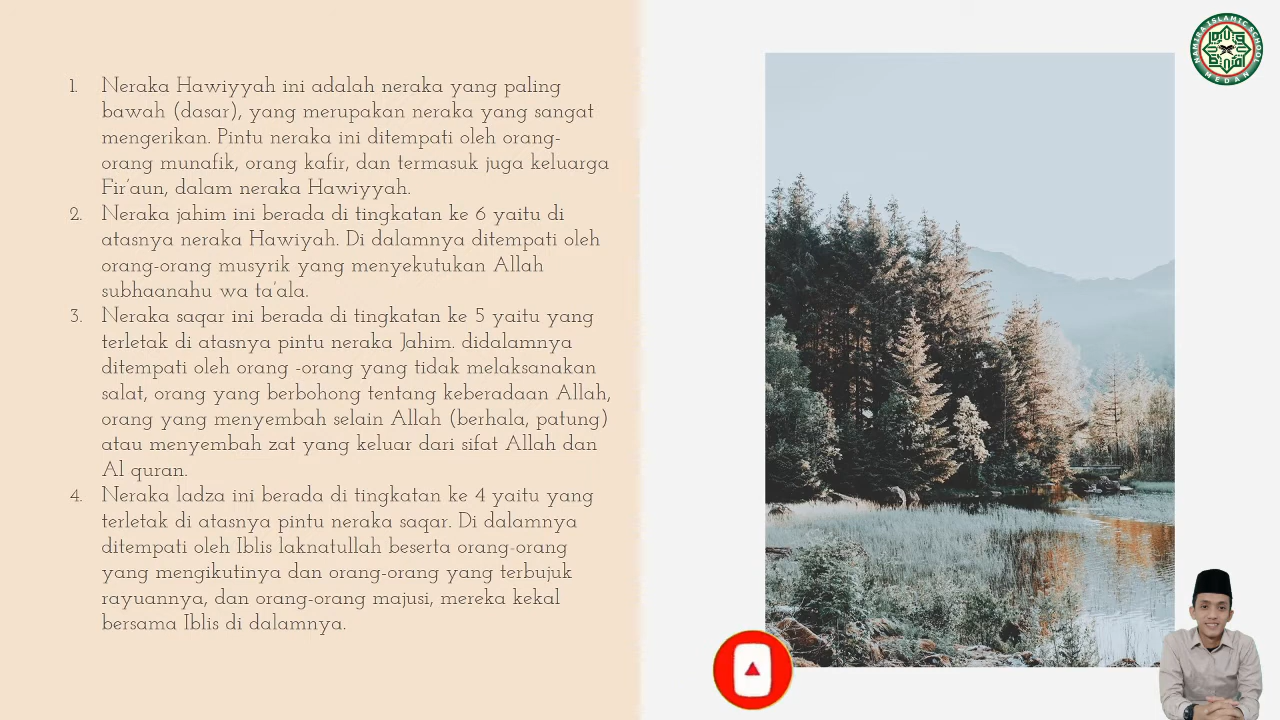 1. Neraka Hawiyyah ini adalah neraka yang paling
bawah (dasar), yang merupakan neraka yang sangat
mengerikan. Pintu neraka ini ditempati oleh orang-
orang munafik, orang kafir, dan termasuk juga keluarga
Fir'aun, dalam neraka Hawiyyah.
2. Neraka jahim ini berada di tingkatan ke 6 yaitu di
atasnya neraka Hawiyah. Di dalamnya ditempati oleh
orang-orang musyrik yang menyekutukan Allah
subhaanahu wa ta'ala.
3. Neraka saqar ini berada di tingkatan ke 5 yaitu yang
terletak di atasnya pintu neraka Jahim. didalamnya
ditempati oleh orang -orang yang tidak melaksanakan
salat, orang yang berbohong tentang keberadaan Allah,
orang yang menyembah selain Allah (berhala, patung)
atau menyembah zat yang keluar dari sifat Allah dan
Al quran.
4. Neraka ladza ini berada di tingkatan ke 4 yaitu yang
terletak di atasnya pintu neraka saqar. Di dalamnya
ditempati oleh Iblis laknatullah beserta orang-orang
yang mengikutinya dan orang-orang yang terbujuk
rayuannya, dan orang-orang majusi, mereka kekal
bersama Iblis di dalamnya.
NAMIRA ISLAMIC SCHOOL
MEDAN